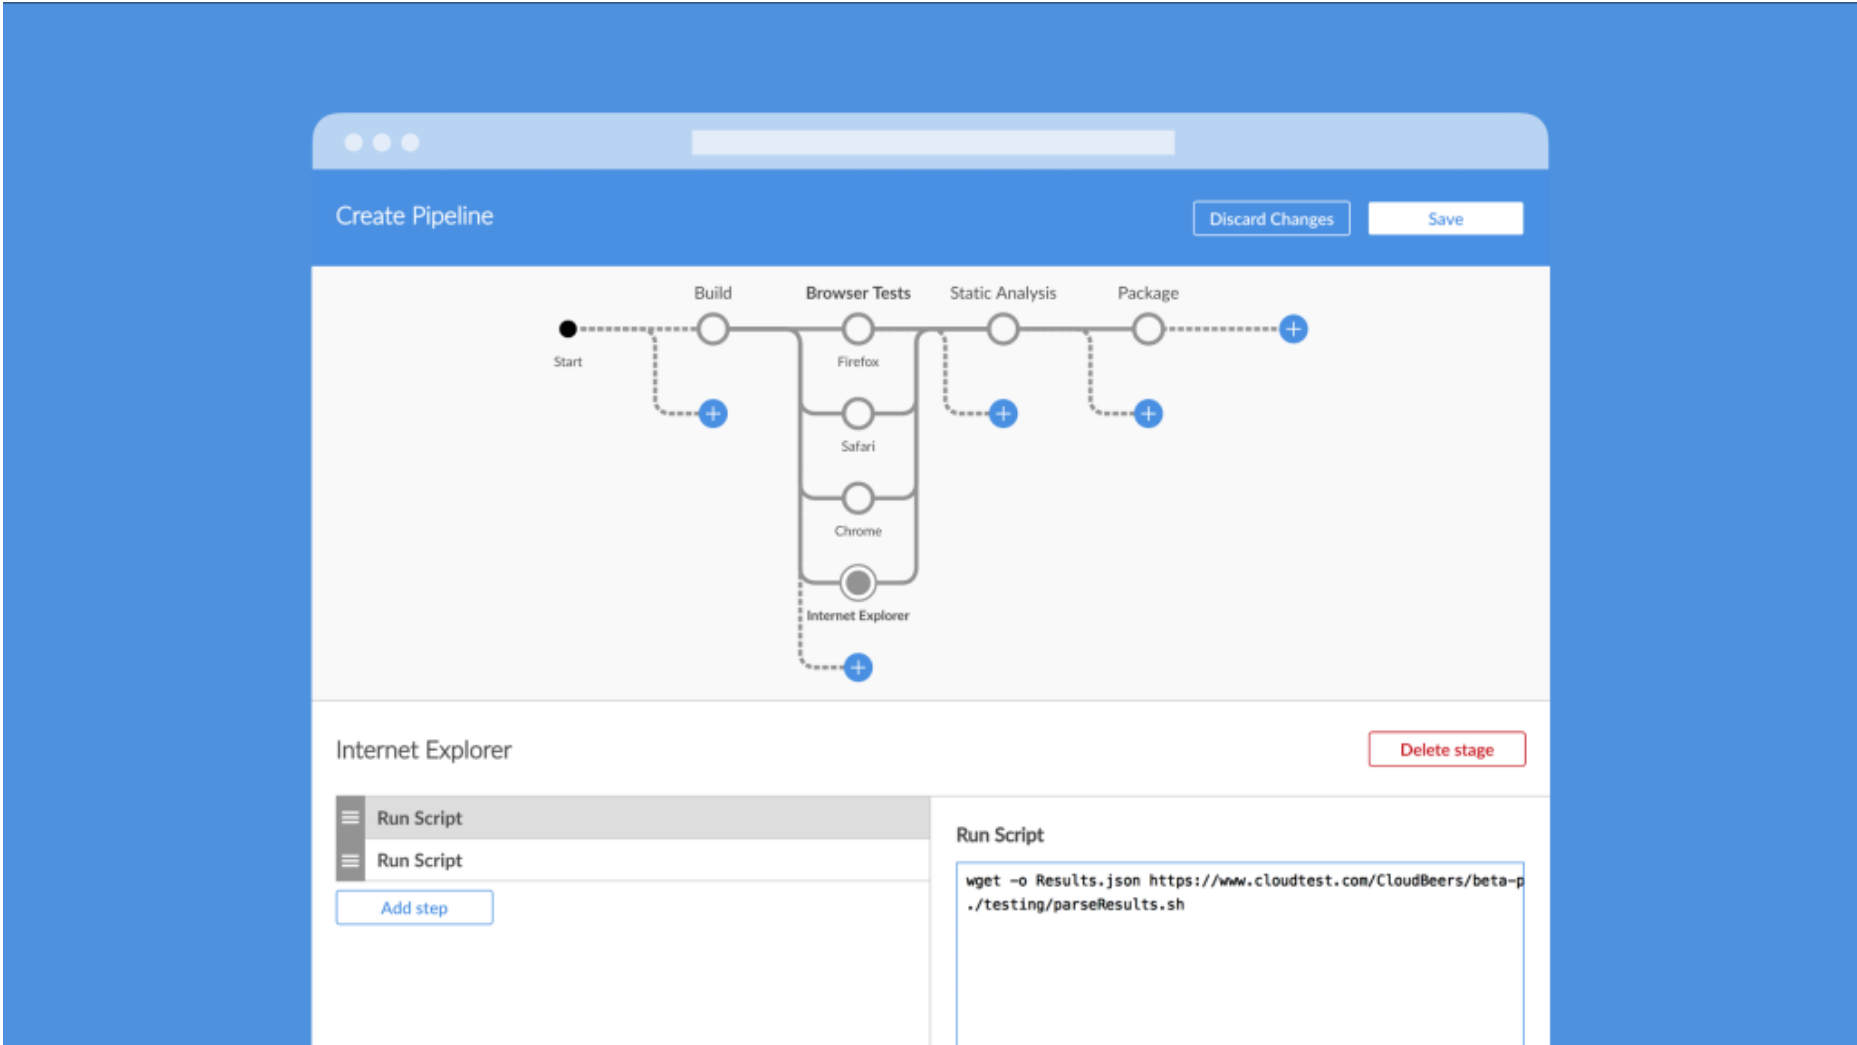 Create Pipeline
Discard Changes
Save
Build
Browser Tests
Static Analysis
Package
Start
Firefox
Safari
Chrome
Internet Explorer
Internet Explorer
Delete stage
Run Script
Run Script
Add step
Run Script
wget -o Results.json https://www.cloudtest.com/CloudBeers/beta-p
./testing/parseResults.sh